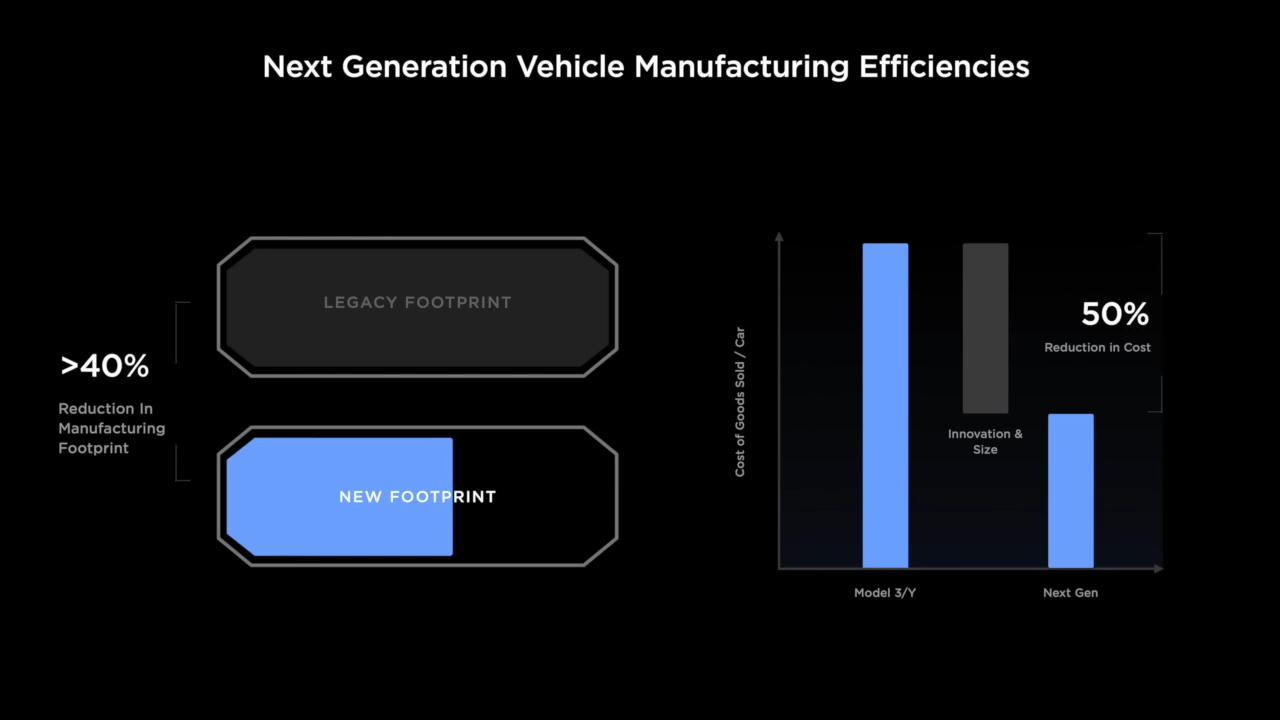 Next Generation Vehicle Manufacturing Efficiencies
>40%
Reduction In
Manufacturing
Footprint
LEGACY FOOTPRINT
NEW FOOTPRINT
Cost of Goods Sold / Car
50%
Reduction in Cost
Innovation &
Size
Model 3/Y
Next Gen